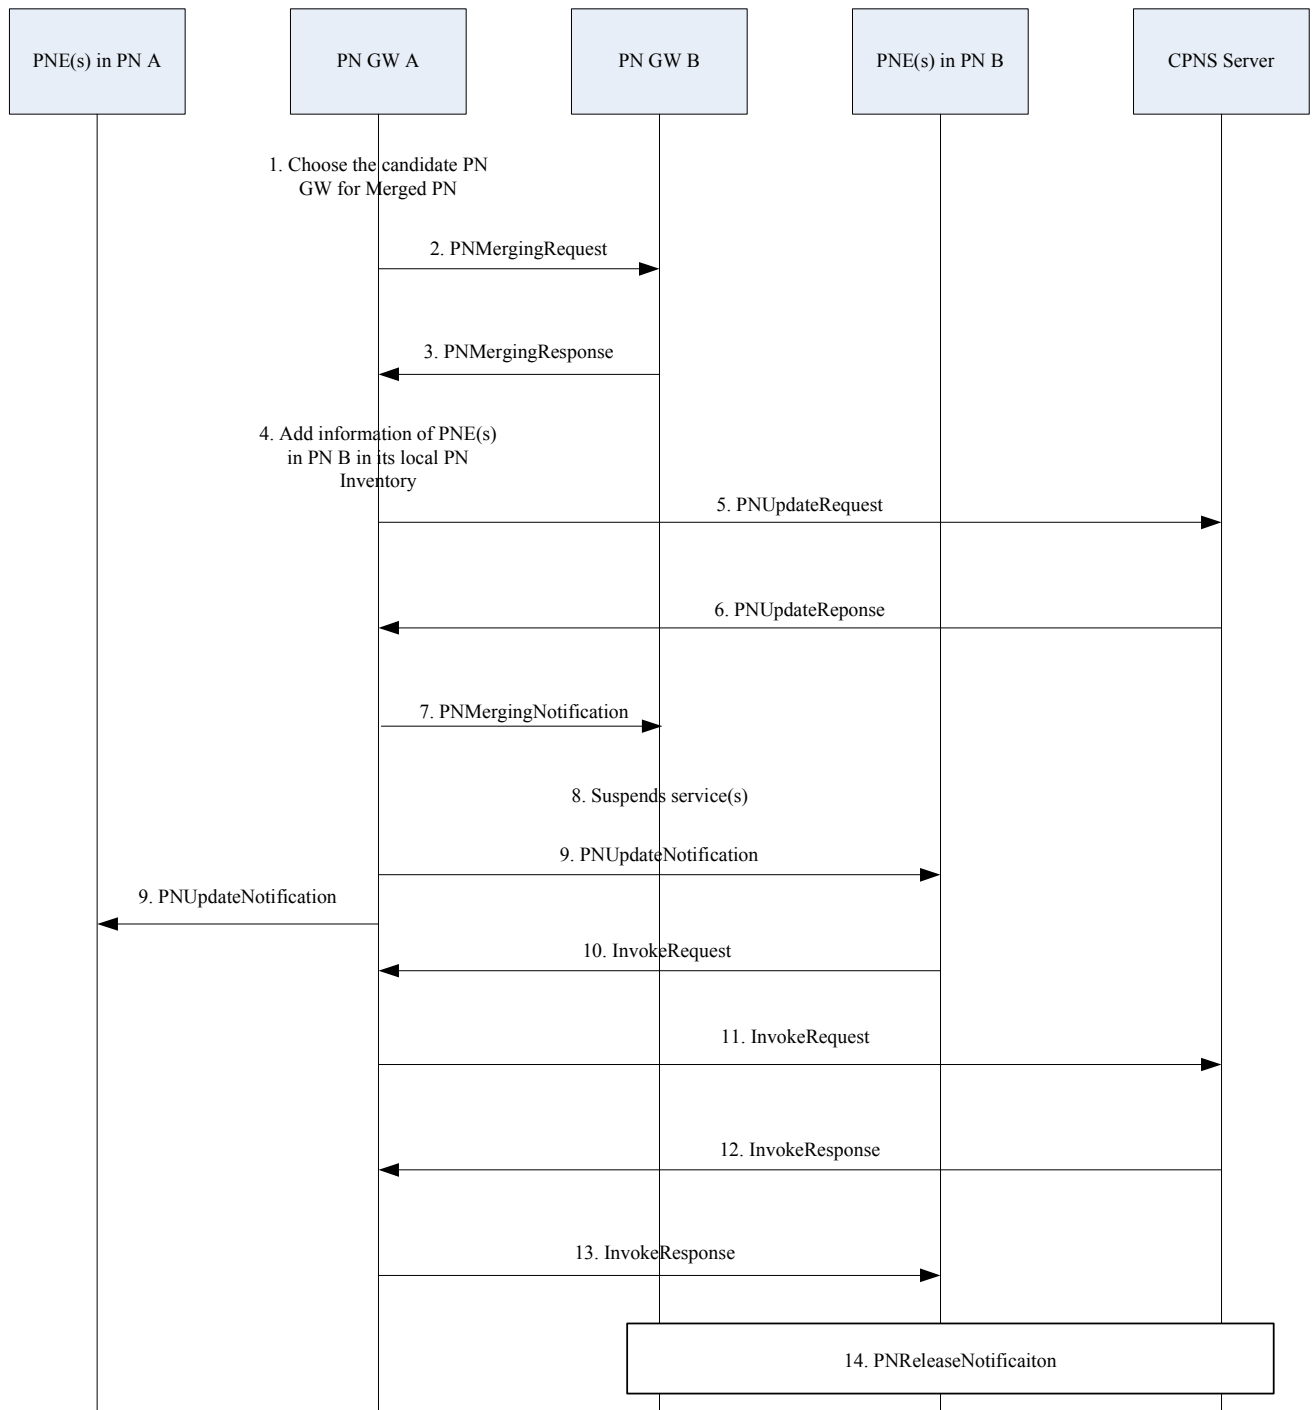 PNE(s) in PN A
PN GW A
PN GW B
PNE(s) in PN B
CPNS Server
1. Choose the candidate PN
GW for Merged PN
2. PNMergingRequest
3. PNMergingResponse
4. Add information of PNE(s)
in PN B in its local PN
Inventory
5. PNUpdateRequest
6. PNUpdateReponse
7. PNMergingNotification
8. Suspends service(s)
9. PNUpdateNotification
9. PNUpdateNotification
10. InvokeRequest
11. InvokeRequest
12. InvokeResponse
13. InvokeResponse
14. PNReleaseNotificaiton